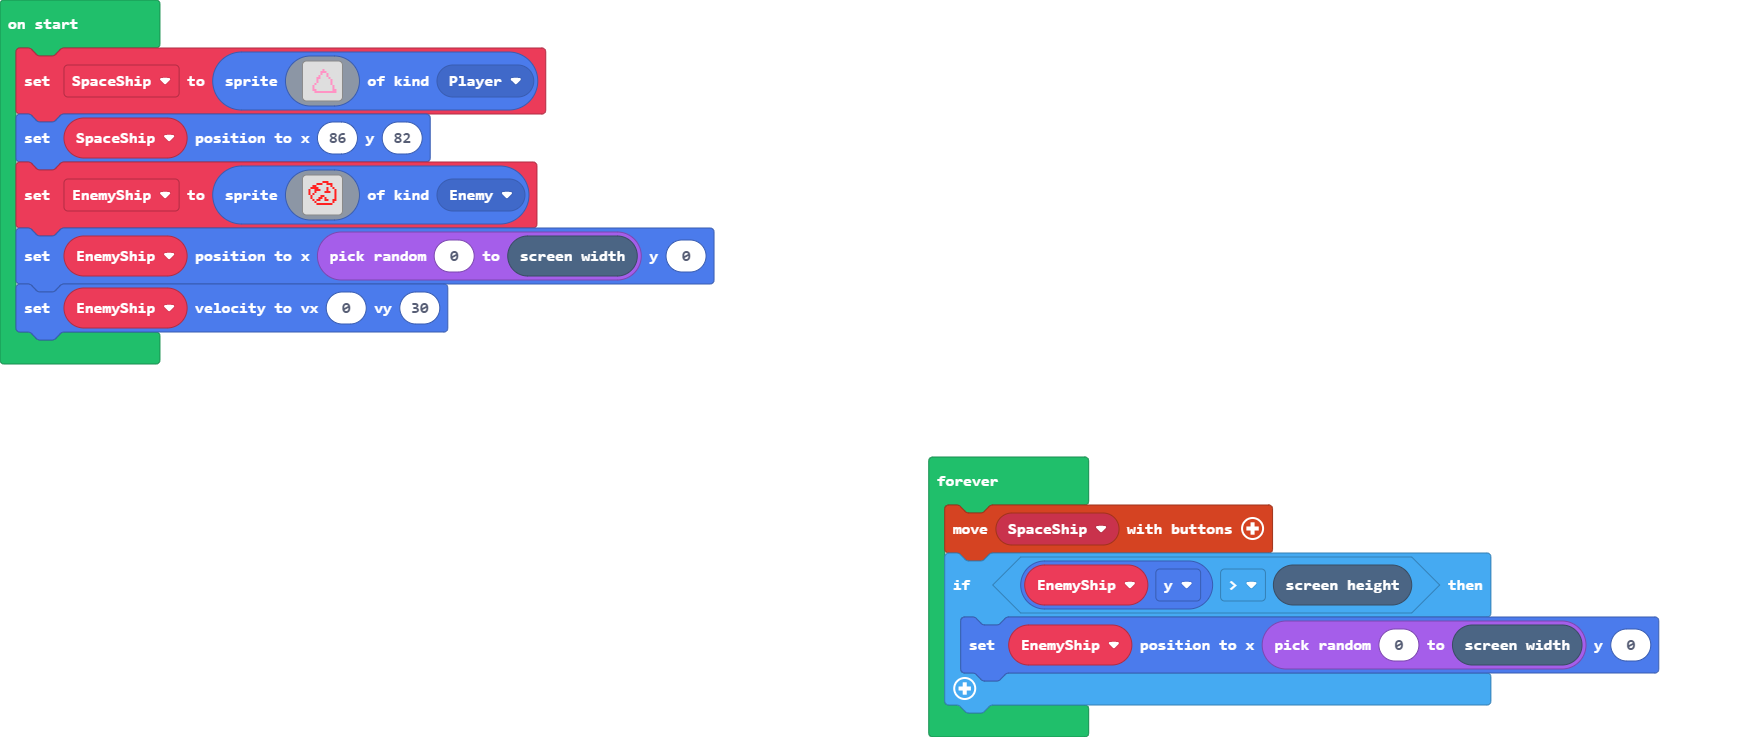 on start
set SpaceShip to sprite of kind Player
set SpaceShip position to x 86 y 82
set EnemyShip to sprite of kind Enemy
set EnemyShip position to x pick random 0 to screen width y 0
set EnemyShip velocity to vx 0 vy 30
forever
move SpaceShip with buttons
if EnemyShip y > screen height then
set EnemyShip position to x pick random 0 to screen width y 0